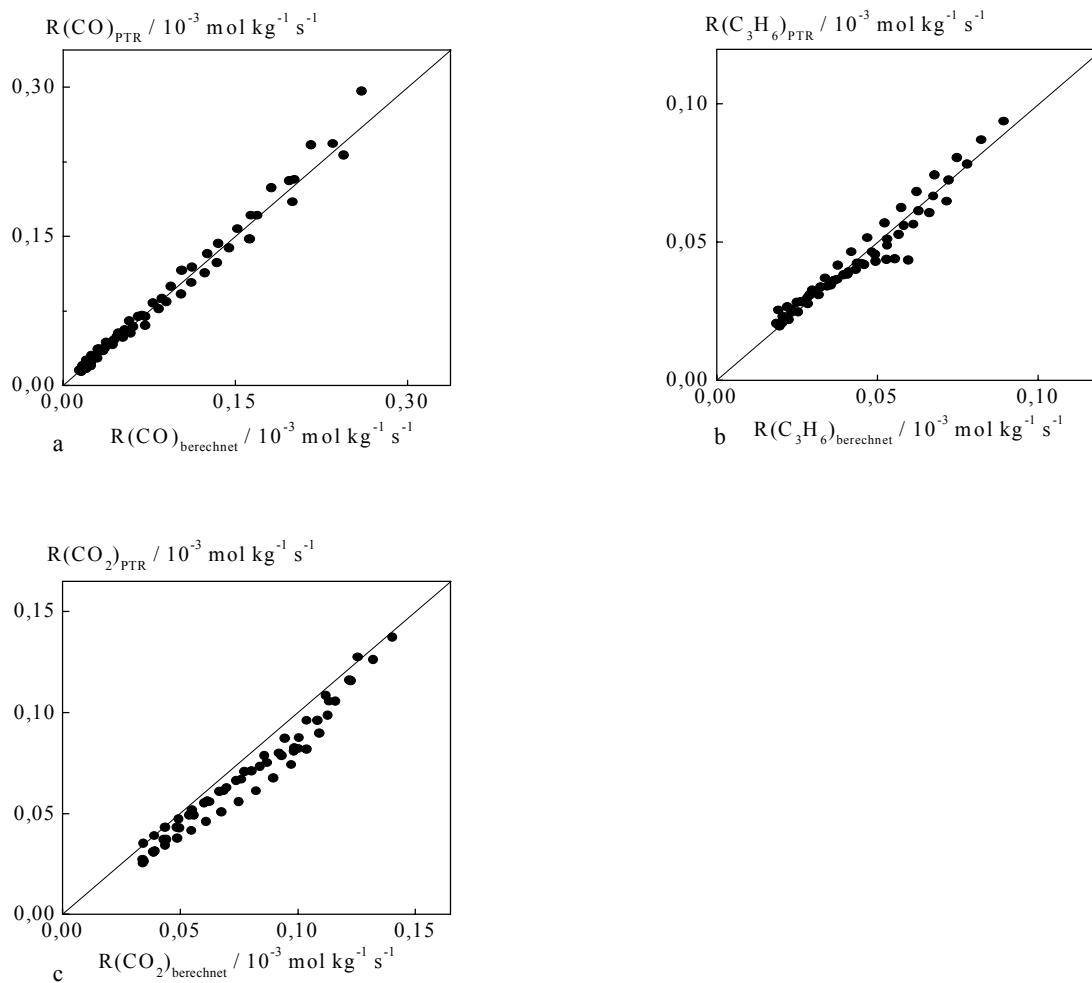 R(CO)PTR / 10-3 mol kg-1 s-1
0,30
0,15
0,00
0,00 0,15 0,30
a R(CO)berechnet / 10-3 mol kg-1 s-1
R(C3H6)PTR / 10-3 mol kg-1 s-1
0,10
0,05
0,00
0,00 0,05 0,10
b R(C3H6)berechnet / 10-3 mol kg-1 s-1
R(CO2)PTR / 10-3 mol kg-1 s-1
0,15
0,10
0,05
0,00
0,00 0,05 0,10 0,15
c R(CO2)berechnet / 10-3 mol kg-1 s-1